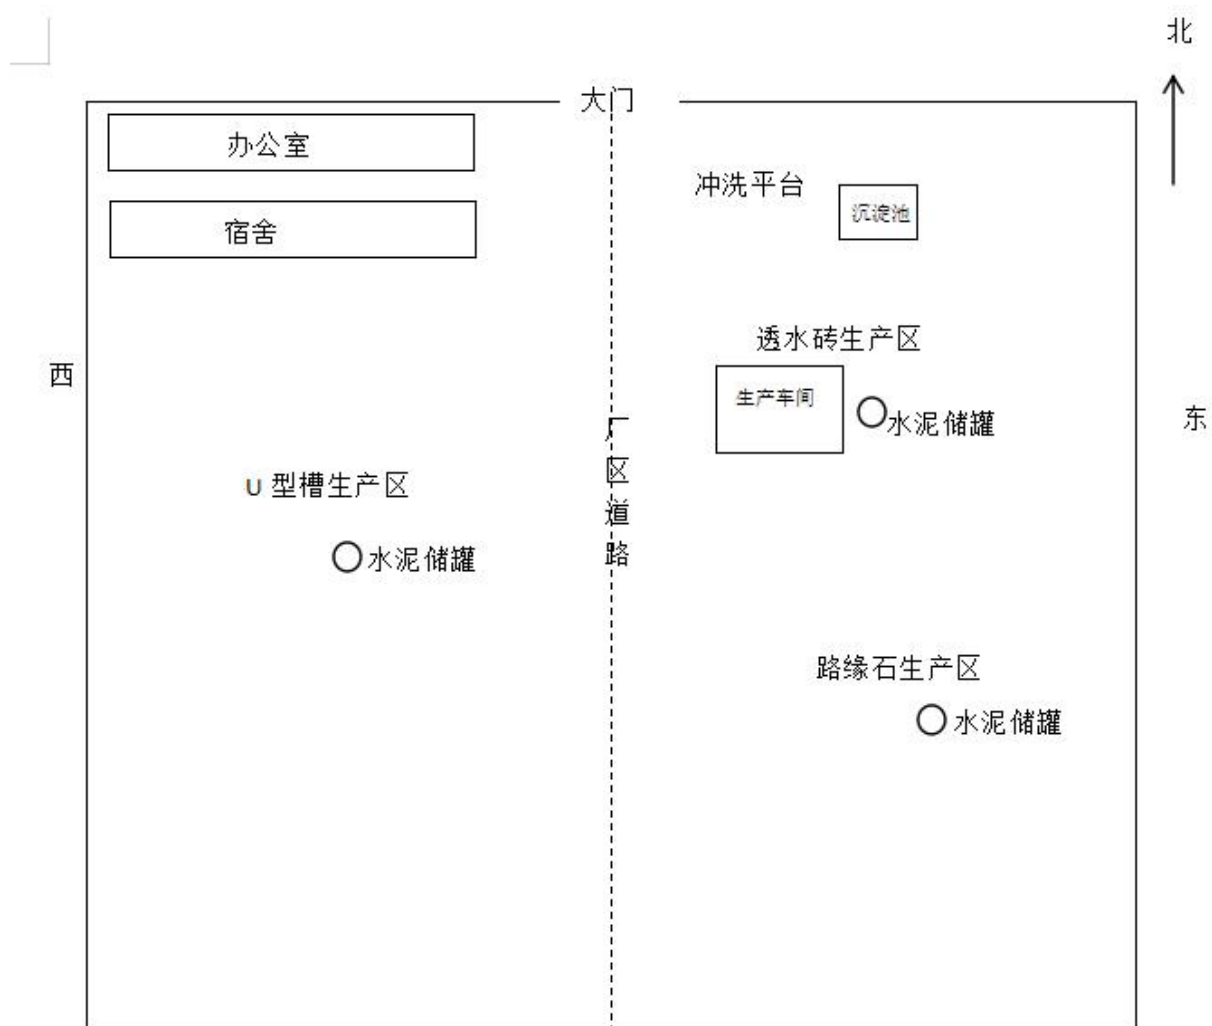 北
大门
办公室
冲洗平台
沉淀池
宿舍
透水砖生产区
西
生产车间
水泥储罐
东
厂区道路
U 型槽生产区
水泥储罐
路缘石生产区
水泥储罐